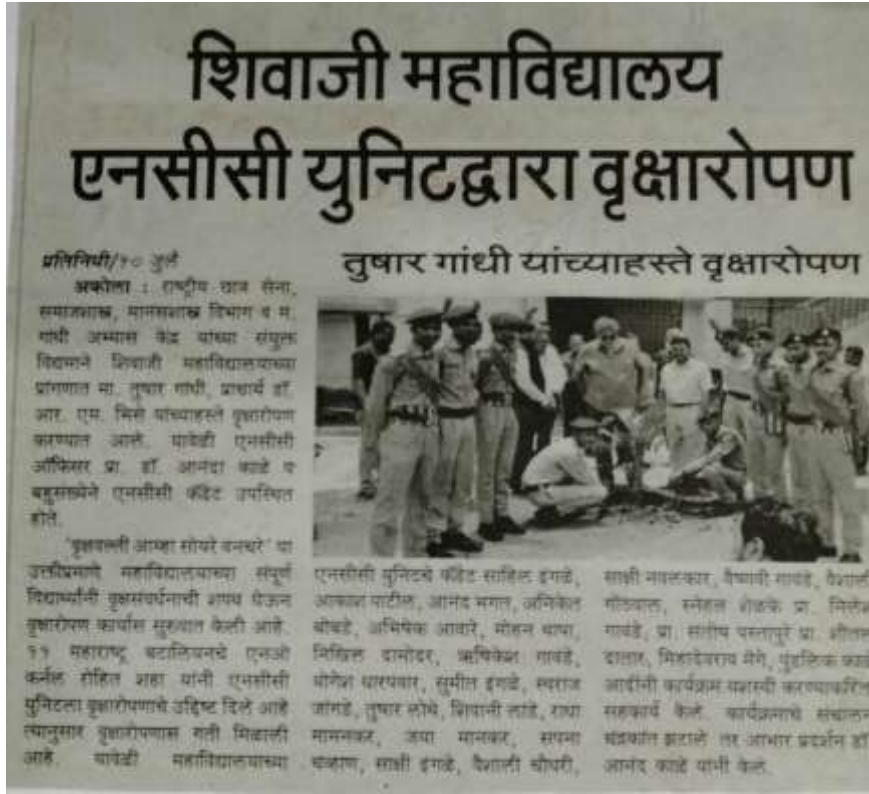 शिवाजी महाविद्यालय
एनसीसी युनिटद्वारा वृक्षारोपण
तुषार गांधी यांच्याहस्ते वृक्षारोपण
प्रतिनिधी/१० जुलै
अकोला : राष्ट्रीय छात्र सेना,
समाजशास्त्र, मानसशास्त्र विभाग व म.
गांधी अभ्यास केंद्र यांच्या संयुक्त
विद्यमाने शिवाजी महाविद्यालयाच्या
प्रांगणात मा. तुषार गांधी, प्राचार्य डॉ.
आर. एम. भिसे यांच्याहस्ते वृक्षारोपण
करण्यात आले. यावेळी एनसीसी
ऑफिसर प्रा. डॉ. आनंदा काळे व
बहुसंख्येने एनसीसी कॅडेट उपस्थित
होते.
'वृक्षवल्ली आम्हा सोयरे वनचरे' या
उक्तीप्रमाणे महाविद्यालयाच्या संपूर्ण
विद्यार्थ्यांनी वृक्षसंवर्धनाची शपथ घेऊन
वृक्षारोपण कार्यास सुरुवात केली आहे.
११ महाराष्ट्र बटालियनचे एनओ
कर्नल रोहित शहा यांनी एनसीसी
युनिटला वृक्षारोपणाचे उद्दिष्ट दिले आहे
त्यानुसार वृक्षारोपणास गती मिळाली
आहे. यावेळी महाविद्यालयाच्या
एनसीसी युनिटचे कॅडेट साहिल इंगळे,
आकाश पाटील, आनंद भगत, अनिकेत
बोबडे, अभिषेक आवारे, मोहन थापा,
निखिल दामोदर, ऋषिकेश गावंडे,
योगेश धारपवार, सुमीत इंगळे, स्वराज
जांगडे, तुषार लोथे, शिवानी लांडे, राधा
मामनकर, जया मानकर, सपना
चव्हाण, साक्षी इंगळे, वैशाली चौधरी,
साक्षी नवलकार, वैष्णवी गावंडे, वैशाली
गोठवाल, स्नेहल शेळके प्रा. निलेश
गावंडे, प्रा. संतोष पस्तापुरे प्रा. शीतल
दातार, मेंगे, पुंडलिक काळे
आदींनी कार्यक्रम यशस्वी करण्याकरिता
सहकार्य केले. कार्यक्रमाचे संचालन
चंद्रकांत झटाले तर आभार प्रदर्शन डॉ.
आनंद काळे यांनी केले.